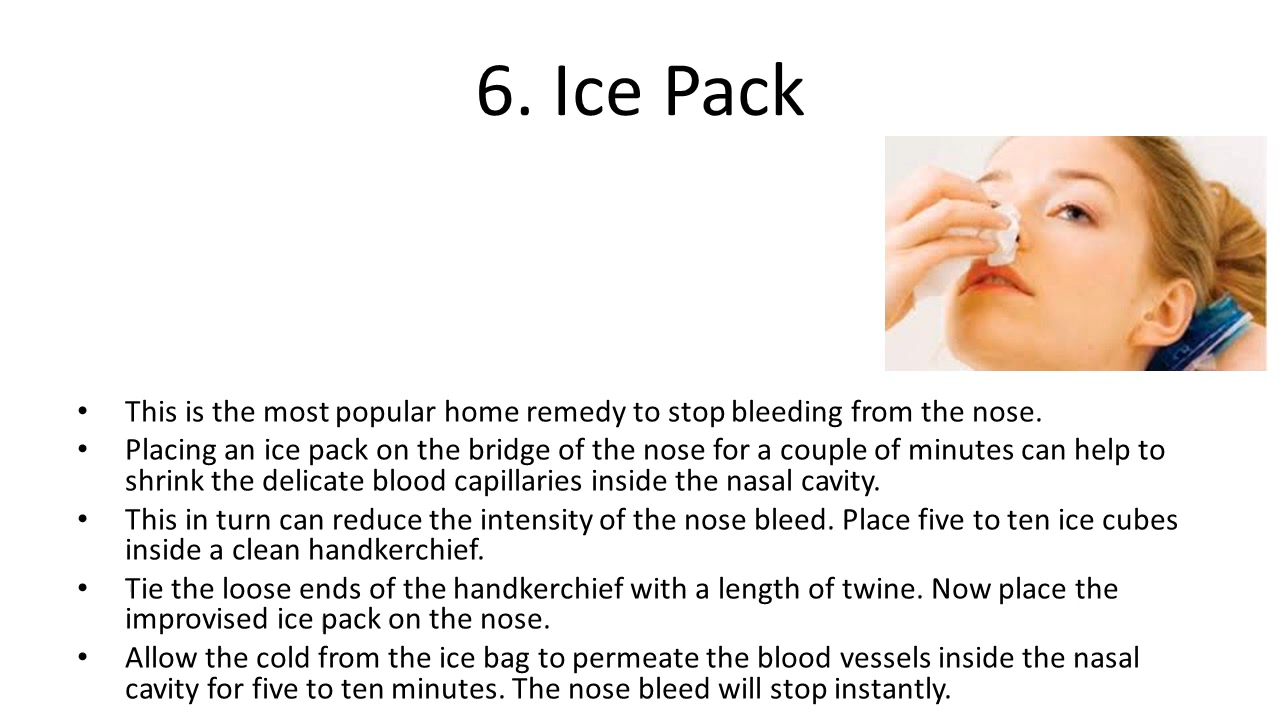 6. Ice Pack
• This is the most popular home remedy to stop bleeding from the nose.
• Placing an ice pack on the bridge of the nose for a couple of minutes can help to
shrink the delicate blood capillaries inside the nasal cavity.
• This in turn can reduce the intensity of the nose bleed. Place five to ten ice cubes
inside a clean handkerchief.
• Tie the loose ends of the handkerchief with a length of twine. Now place the
improvised ice pack on the nose.
• Allow the cold from the ice bag to permeate the blood vessels inside the nasal
cavity for five to ten minutes. The nose bleed will stop instantly.